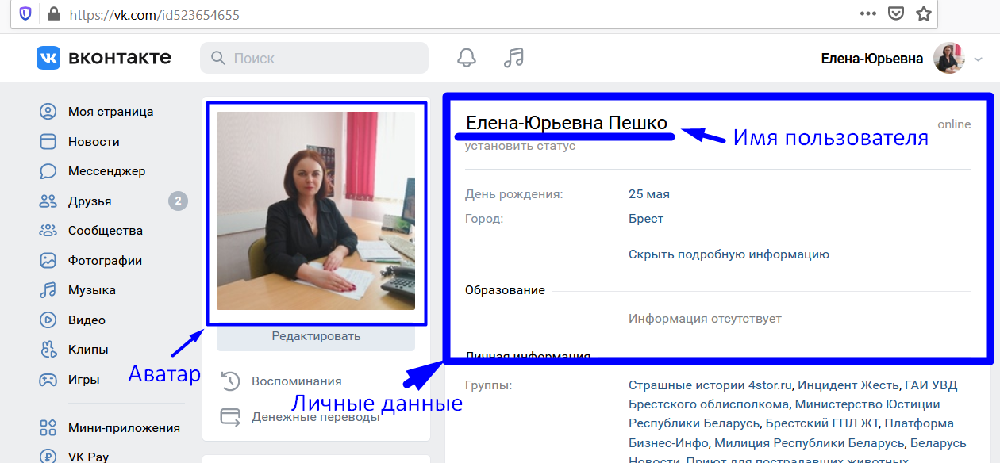 https://vk.com/id523654655
вконтакте
Поиск
Елена-Юрьевна
Моя страница
Новости
Мессенджер
Друзья 2
Сообщества
Фотографии
Музыка
Видео
Клипы
Игры
Мини-приложения
VK Pay
Аватар
Редактировать
Воспоминания
Денежные переводы
Личные данные
Елена-Юрьевна Пешко
online
Имя пользователя
установить статус
День рождения: 25 мая
Город: Брест
Скрыть подробную информацию
Образование
Информация отсутствует
Личная информация
Группы: Страшные истории 4stor.ru, Инцидент Жесть, ГАИ УВД
Брестского облисполкома, Министерство Юстиции
Республики Беларусь, Брестский ГПЛ ЖТ, Платформа
Бизнес-Инфо, Милиция Республики Беларусь, Беларусь
Новости, Приют для пострадавших животных